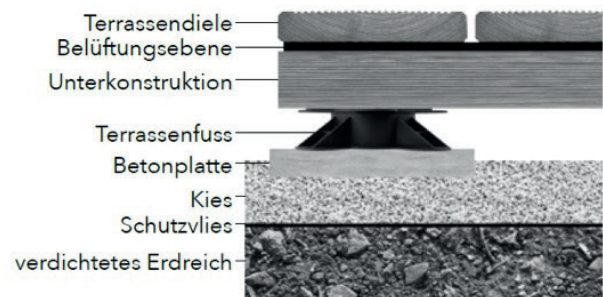 Terrassendiele
Belüftungsebene
Unterkonstruktion
Terrassenfuss
Betonplatte
Kies
Schutzvlies
verdichtetes Erdreich